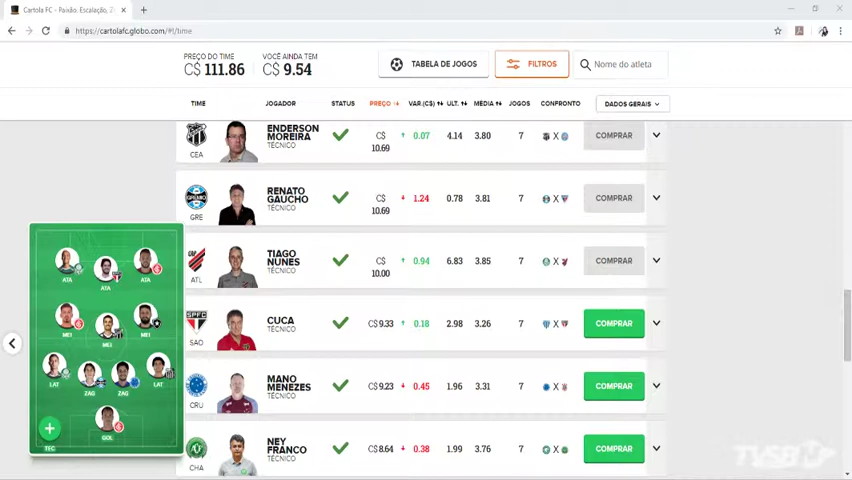 Cartola FC - Paixão. Escalação, 2
https://cartolafc.globo.com/#!/time
PREÇO DO TIME
C$ 111.86
VOCÊ AINDA TEM
C$ 9.54
TABELA DE JOGOS
FILTROS
Nome do atleta
TIME JOGADOR STATUS PREÇO VAR.(C$) ULT. MÉDIA JOGOS CONFRONTO DADOS GERAIS
CEA
ENDERSON
MOREIRA
TÉCNICO
C$
10.69
0.07 4.14 3.80 7 X COMPRAR
GRE
RENATO
GAUCHO
TÉCNICO
C$
10.69
1.24 0.78 3.81 7 X COMPRAR
ATL
TIAGO
NUNES
TÉCNICO
C$
10.00
0.94 6.83 3.85 7 X COMPRAR
SPFC
SAO
CUCA
TÉCNICO
C$ 9.33 0.18 2.98 3.26 7 X COMPRAR
CRU
MANO
MENEZES
TÉCNICO
C$ 9.23 0.45 1.96 3.31 7 X COMPRAR
CHA
NEY
FRANCO
TÉCNICO
C$ 8.64 0.38 1.99 3.76 7 X COMPRAR
ATA ATA ATA
MEI MEI MEI
LAT ZAG ZAG LAT
GOL
TEC
TVSB